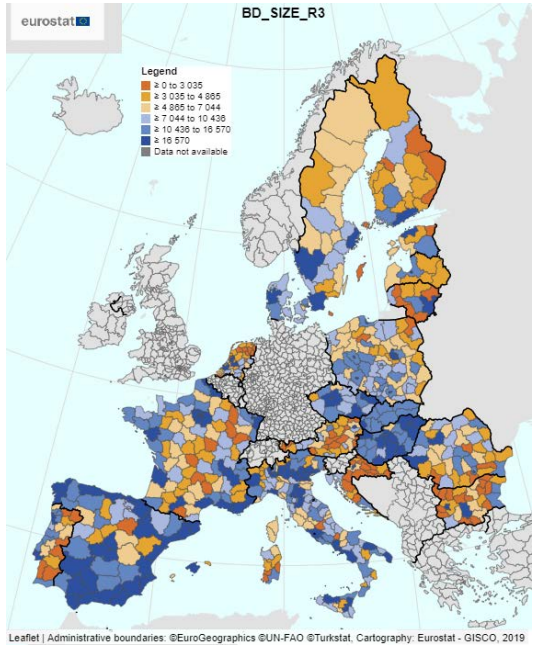 BD_SIZE_R3
eurostat
Legend
≥ 0 to 3 035
≥ 3 035 to 4 865
≥ 4 865 to 7 044
≥ 7 044 to 10 436
≥ 10 436 to 16 570
≥ 16 570
Data not available
Leaflet | Administrative boundaries: ©EuroGeographics ©UN-FAO ©Turkstat, Cartography: Eurostat - GISCO, 2019